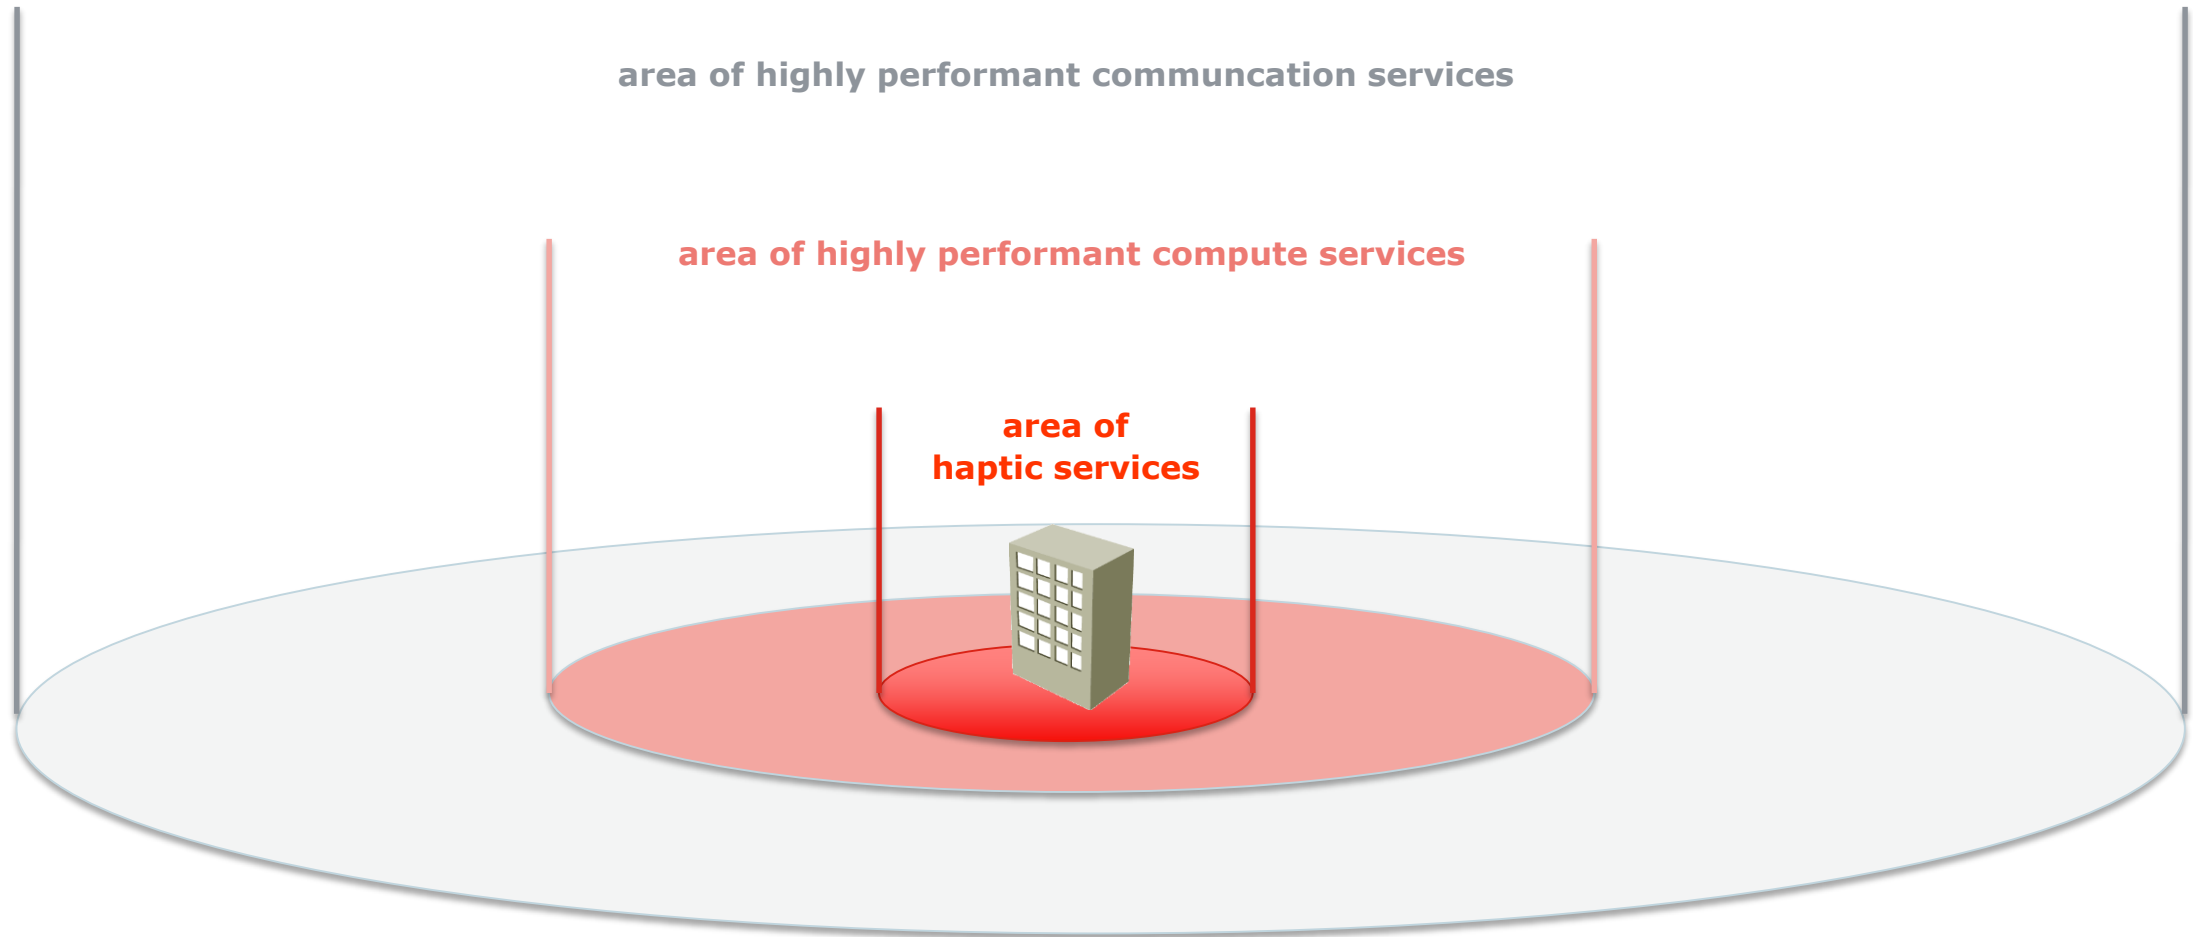 area of highly performant communcation services
area of highly performant compute services
area of
haptic services